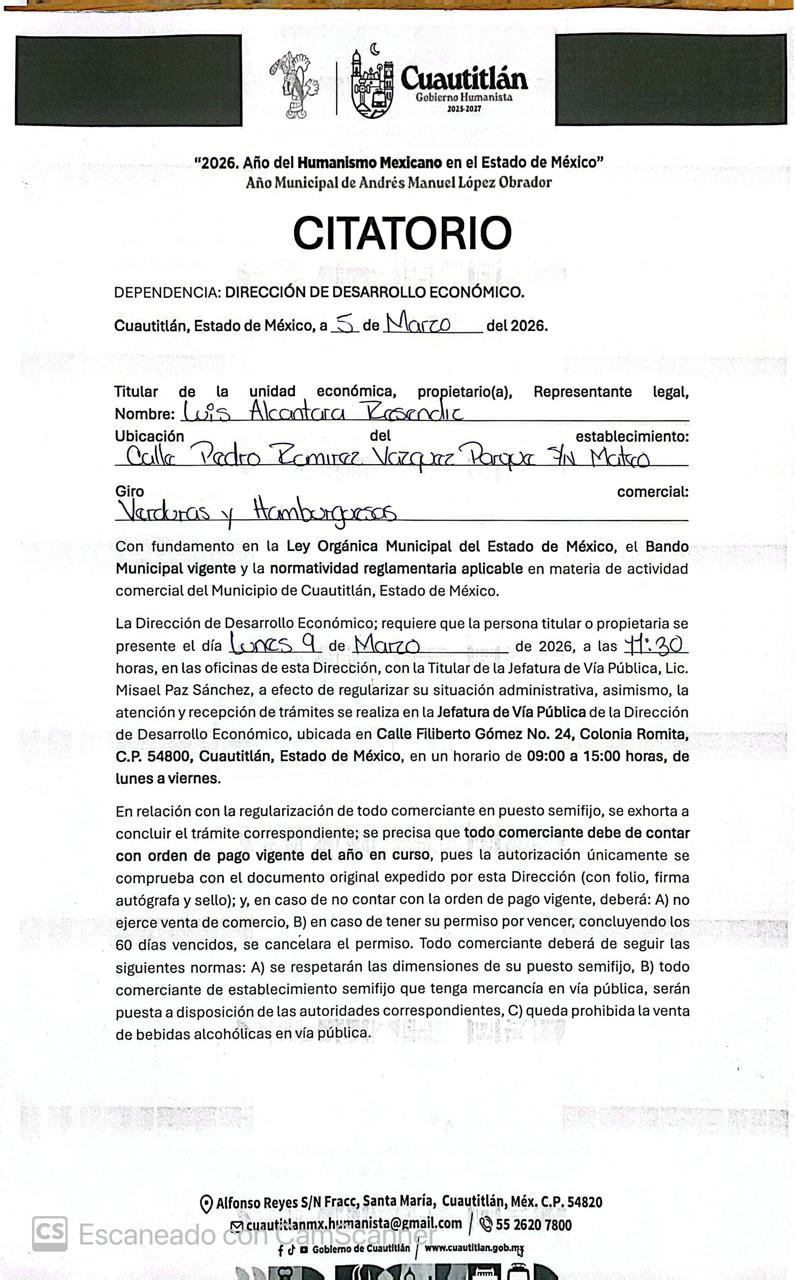 Cuautitlán
Gobierno Humanista
2025-2027
“2026. Año del Humanismo Mexicano en el Estado de México”
Año Municipal de Andrés Manuel López Obrador
CITATORIO
DEPENDENCIA: DIRECCIÓN DE DESARROLLO ECONÓMICO.
Cuautitlán, Estado de México, a 5 de Marzo del 2026.
Titular de la unidad económica, propietario(a), Representante legal,
Nombre: Luis Alcantara Resendic
Ubicación del establecimiento:
Calle Pedro Ramirez Vazquez Parque S/N Mateo
Giro comercial:
Verduras y Hamburguesas
Con fundamento en la Ley Orgánica Municipal del Estado de México, el Bando
Municipal vigente y la normatividad reglamentaria aplicable en materia de actividad
comercial del Municipio de Cuautitlán, Estado de México.
La Dirección de Desarrollo Económico; requiere que la persona titular o propietaria se
presente el día lunes 9 de Marzo de 2026, a las 11:30
horas, en las oficinas de esta Dirección, con la Titular de la Jefatura de Vía Pública, Lic.
Misael Paz Sánchez, a efecto de regularizar su situación administrativa, asimismo, la
atención y recepción de trámites se realiza en la Jefatura de Vía Pública de la Dirección
de Desarrollo Económico, ubicada en Calle Filiberto Gómez No. 24, Colonia Romita,
C.P. 54800, Cuautitlán, Estado de México, en un horario de 09:00 a 15:00 horas, de
lunes a viernes.
En relación con la regularización de todo comerciante en puesto semifijo, se exhorta a
concluir el trámite correspondiente; se precisa que todo comerciante debe de contar
con orden de pago vigente del año en curso, pues la autorización únicamente se
comprueba con el documento original expedido por esta Dirección (con folio, firma
autógrafa y sello); y, en caso de no contar con la orden de pago vigente, deberá: A) no
ejerce venta de comercio, B) en caso de tener su permiso por vencer, concluyendo los
60 días vencidos, se cancelara el permiso. Todo comerciante deberá de seguir las
siguientes normas: A) se respetarán las dimensiones de su puesto semifijo, B) todo
comerciante de establecimiento semifijo que tenga mercancía en vía pública, serán
puesta a disposición de las autoridades correspondientes, C) queda prohibida la venta
de bebidas alcohólicas en vía pública.
Alfonso Reyes S/N Fracc, Santa María, Cuautitlán, Méx. C.P. 54820
cuautitlanmx.humanista@gmail.com / 55 2620 7800
Gobierno de Cuautitlán / www.cuautitlan.gob.mx
CS Escaneado con CamScanner